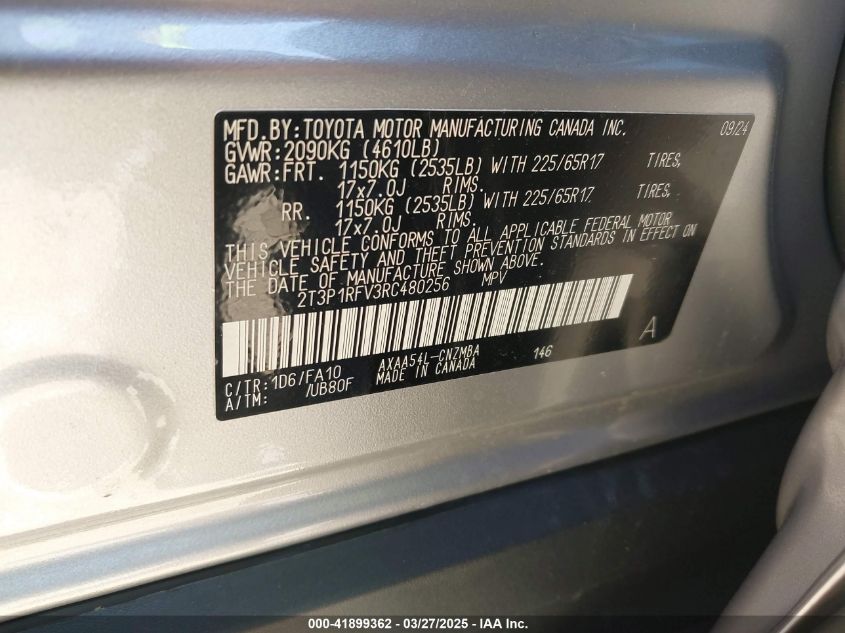 MFD.BY:TOYOTA MOTOR MANUFACTURING CANADA INC. 09/24
GVWR:2090KG (4610LB)
GAWR:FRT. 1150KG (2535LB) WITH 225/65R17 TIRES,
17x7.0J RIMS.
RR. 1150KG (2535LB) WITH 225/65R17 TIRES,
17x7.0J RIMS.
THIS VEHICLE CONFORMS TO ALL APPLICABLE FEDERAL MOTOR
VEHICLE SAFETY AND THEFT PREVENTION STANDARDS IN EFFECT ON
THE DATE OF MANUFACTURE SHOWN ABOVE.
2T3P1RFV3RC480256 MPV
A
C/TR:1D6/FA10 AXAA54L-CNZMBA 146
A/TM: /UB80F MADE IN CANADA
000-41899362 - 03/27/2025 - IAA Inc.